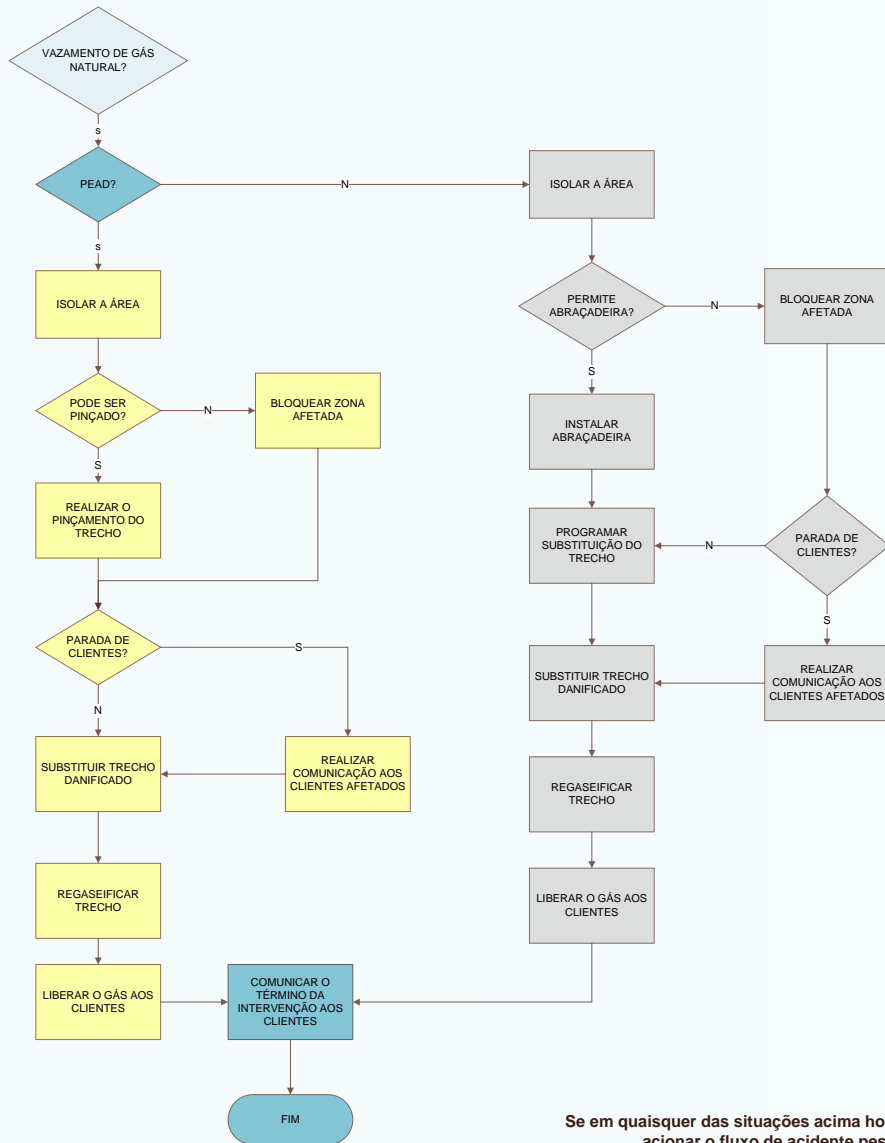 VAZAMENTO DE GÁS
NATURAL?
s
PEAD?
N
ISOLAR A ÁREA
s
ISOLAR A ÁREA
PERMITE
ABRAÇADEIRA?
N
BLOQUEAR ZONA
AFETADA
S
PODE SER
PINÇADO?
N
BLOQUEAR ZONA
AFETADA
INSTALAR
ABRAÇADEIRA
S
REALIZAR O
PINÇAMENTO DO
TRECHO
PROGRAMAR
SUBSTITUIÇÃO DO
TRECHO
N
PARADA DE
CLIENTES?
S
PARADA DE
CLIENTES?
S
N
SUBSTITUIR TRECHO
DANIFICADO
REALIZAR
COMUNICAÇÃO AOS
CLIENTES AFETADOS
SUBSTITUIR TRECHO
DANIFICADO
REALIZAR
COMUNICAÇÃO AOS
CLIENTES AFETADOS
REGASEIFICAR
TRECHO
REGASEIFICAR
TRECHO
LIBERAR O GÁS AOS
CLIENTES
LIBERAR O GÁS AOS
CLIENTES
COMUNICAR O
TÉRMINO DA
INTERVENÇÃO AOS
CLIENTES
FIM
Se em quaisquer das situações acima
acionar o fluxo de acidente